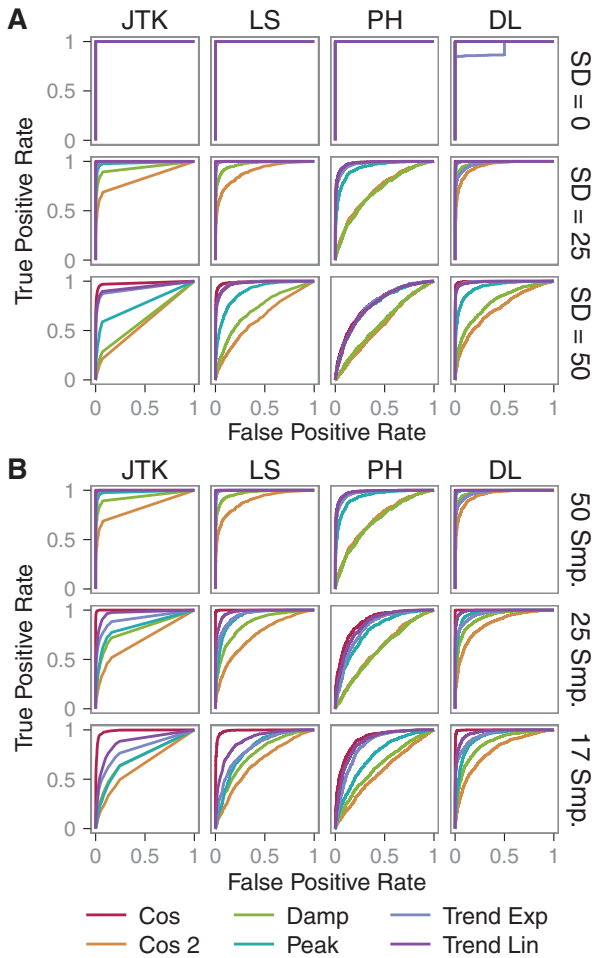 A
JTK LS PH DL
1
0.5
0
SD = 0
1
0.5
0
SD = 25
1
0.5
0
SD = 50
True Positive Rate
0 0.5 1 0 0.5 1 0 0.5 1 0 0.5 1
False Positive Rate
B
JTK LS PH DL
1
0.5
0
50 Smp.
1
0.5
0
25 Smp.
1
0.5
0
17 Smp.
True Positive Rate
0 0.5 1 0 0.5 1 0 0.5 1 0 0.5 1
False Positive Rate
Cos Damp Trend Exp
Cos 2 Peak Trend Lin